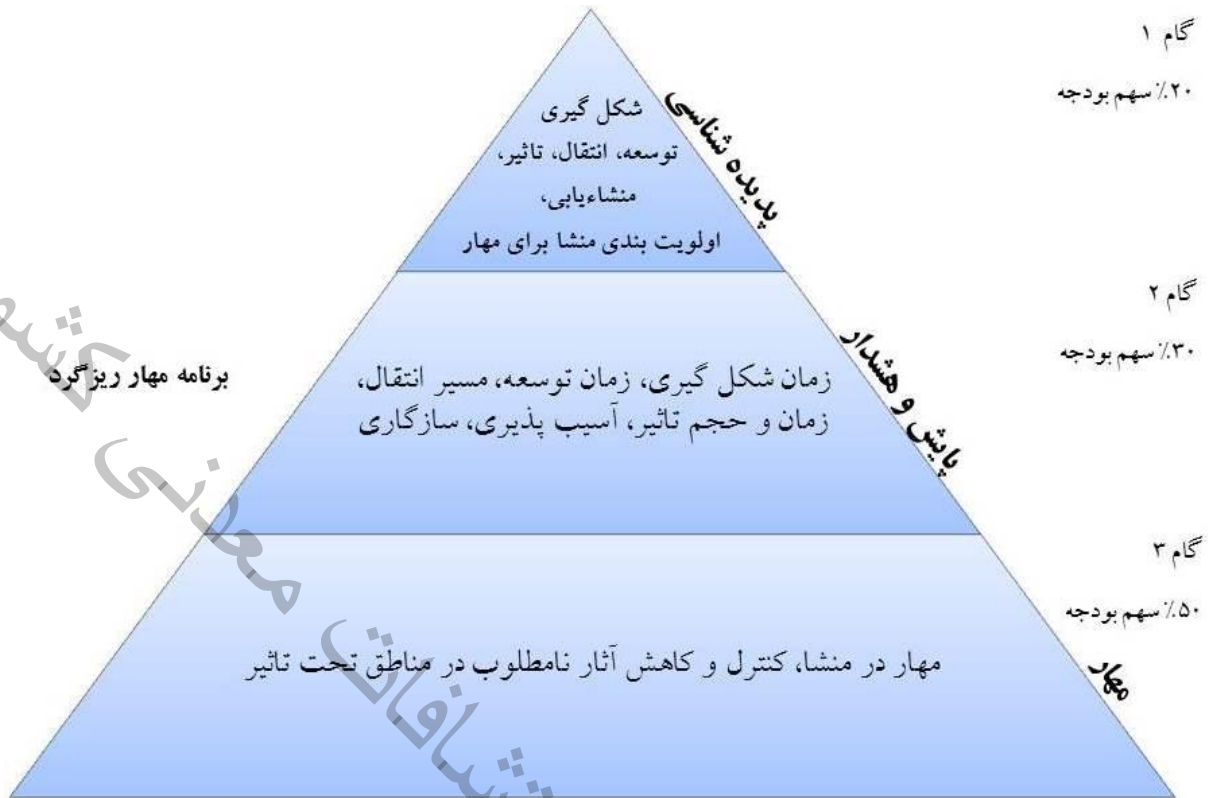 گام ۱
۲۰٪ سهم بودجه
پدیده شناسی
شکل گیری
توسعه، انتقال، تاثیر،
منشاءیابی،
اولویت بندی منشا برای مهار
گام ۲
۳۰٪ سهم بودجه
پایش و هشدار
زمان شکل گیری، زمان توسعه، مسیر انتقال،
زمان و حجم تاثیر، آسیب پذیری، سازگاری
برنامه مهار ریزگرد
گام ۳
۵۰٪ سهم بودجه
مهار
مهار در منشا، کنترل و کاهش آثار نامطلوب در مناطق تحت تاثیر
معدنی